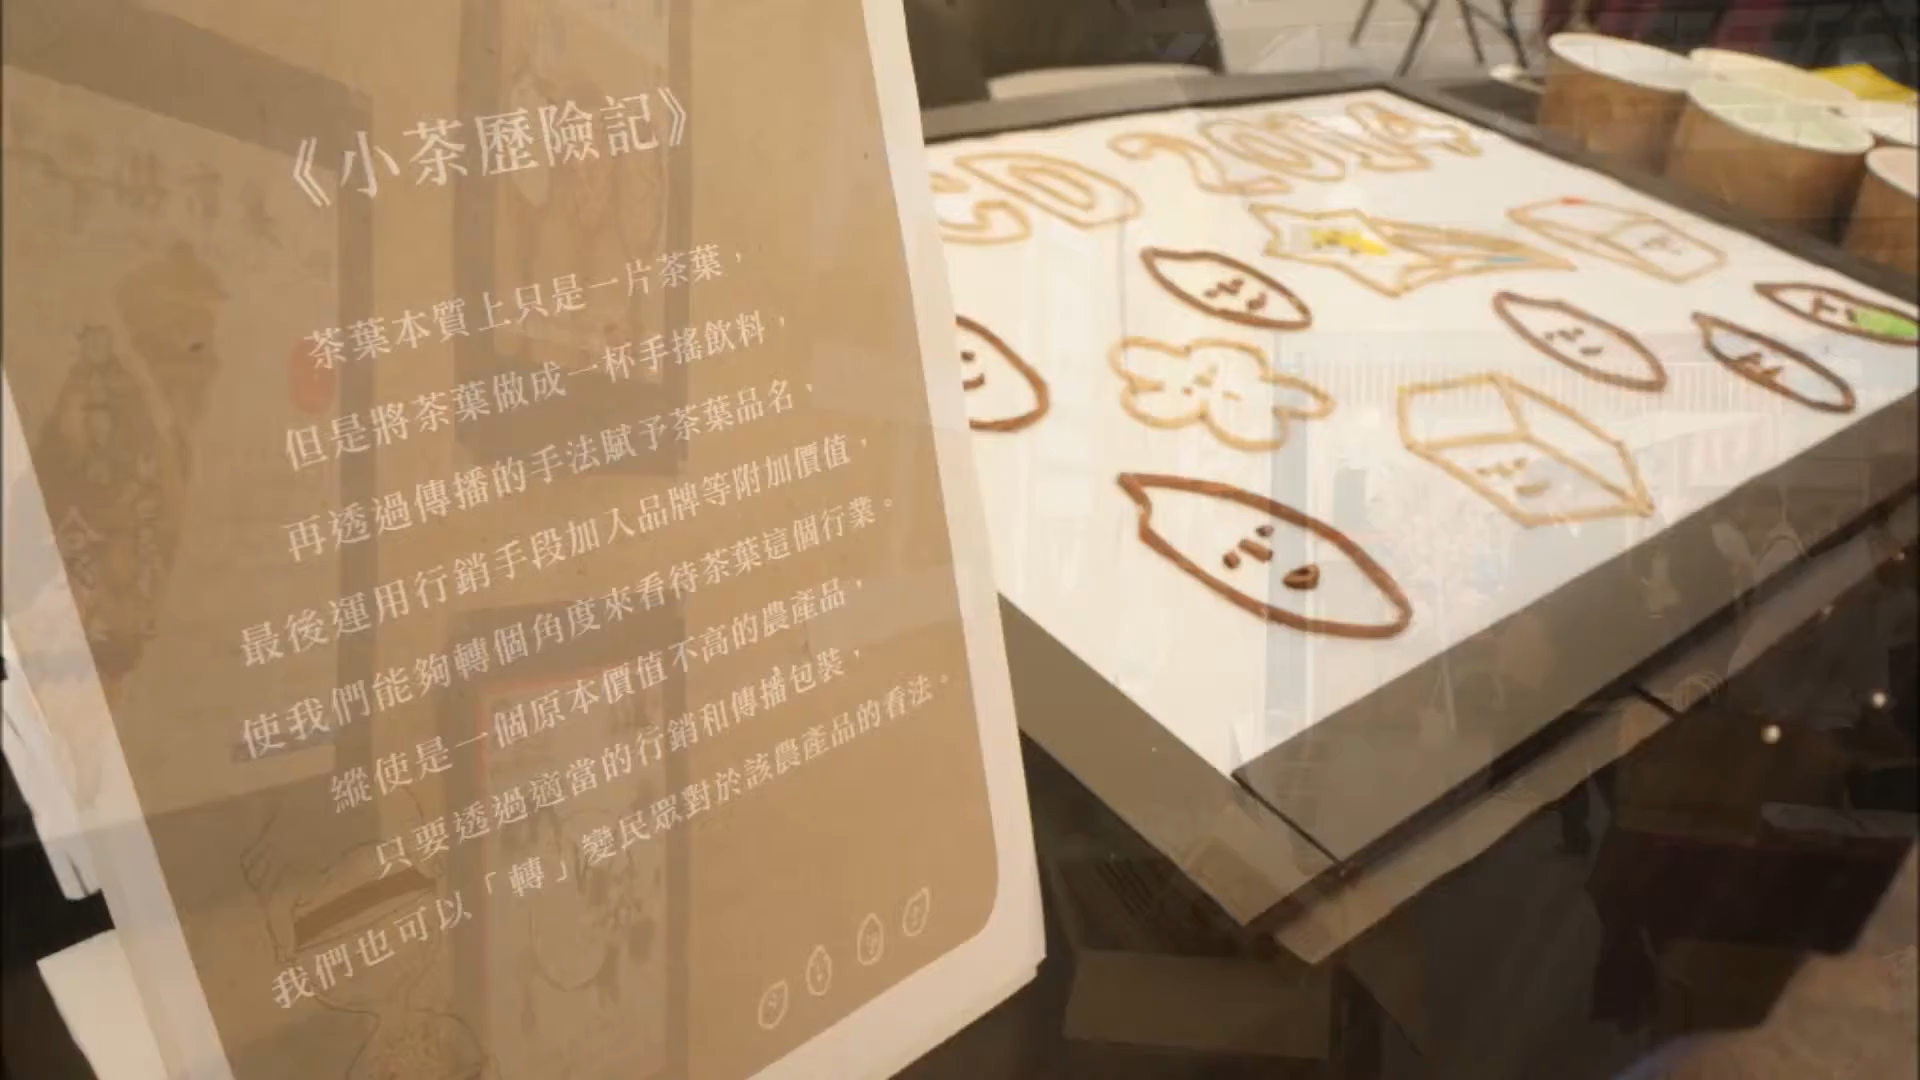 《小茶歷險記》
茶葉本質上只是一片茶葉，
但是將茶葉做成一杯手搖飲料，
再透過傳播的手法賦予茶葉品名，
最後運用行銷手段加入品牌等附加價值，
使我們能夠轉個角度來看待茶葉這個行業。
縱使是一個原本價值不高的農產品，
只要透過適當的行銷和傳播包裝，
我們也可以「轉」變民眾對於該農產品的看法。
2014